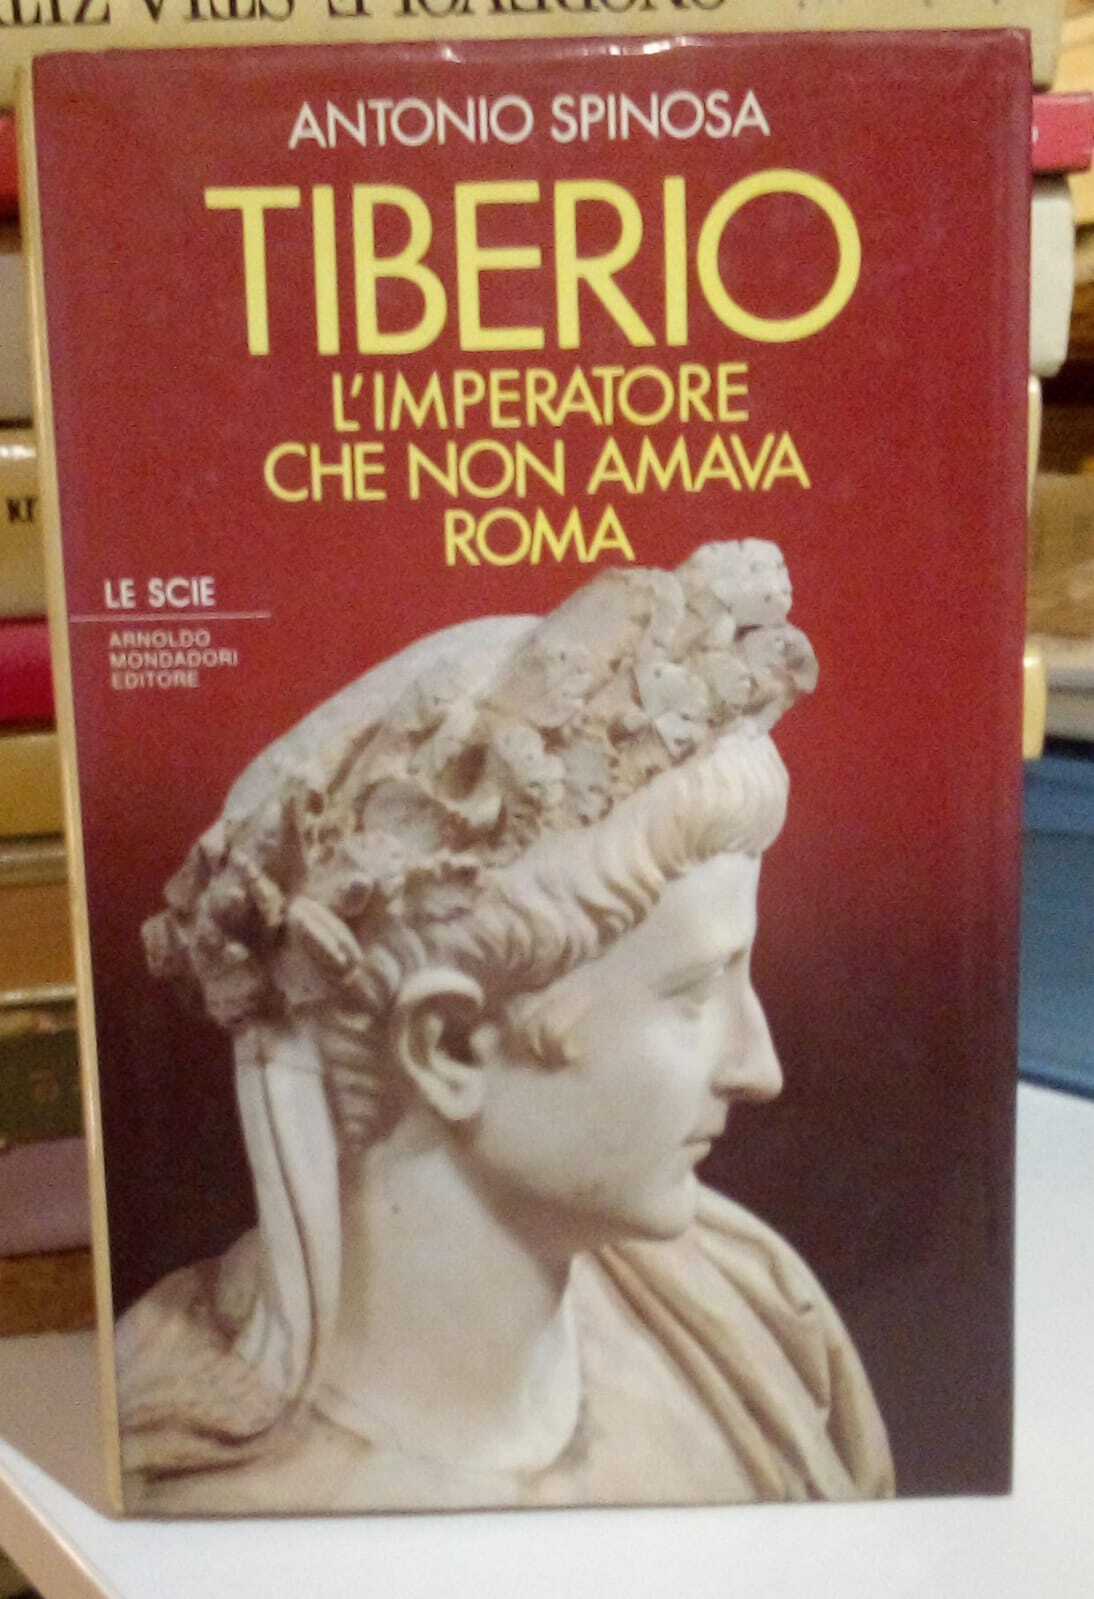 ANTONIO SPINOSA
TIBERIO
L'IMPERATORE
CHE NON AMAVA
ROMA
LE SCIE
ARNOLDO
MONDADORI
EDITORE